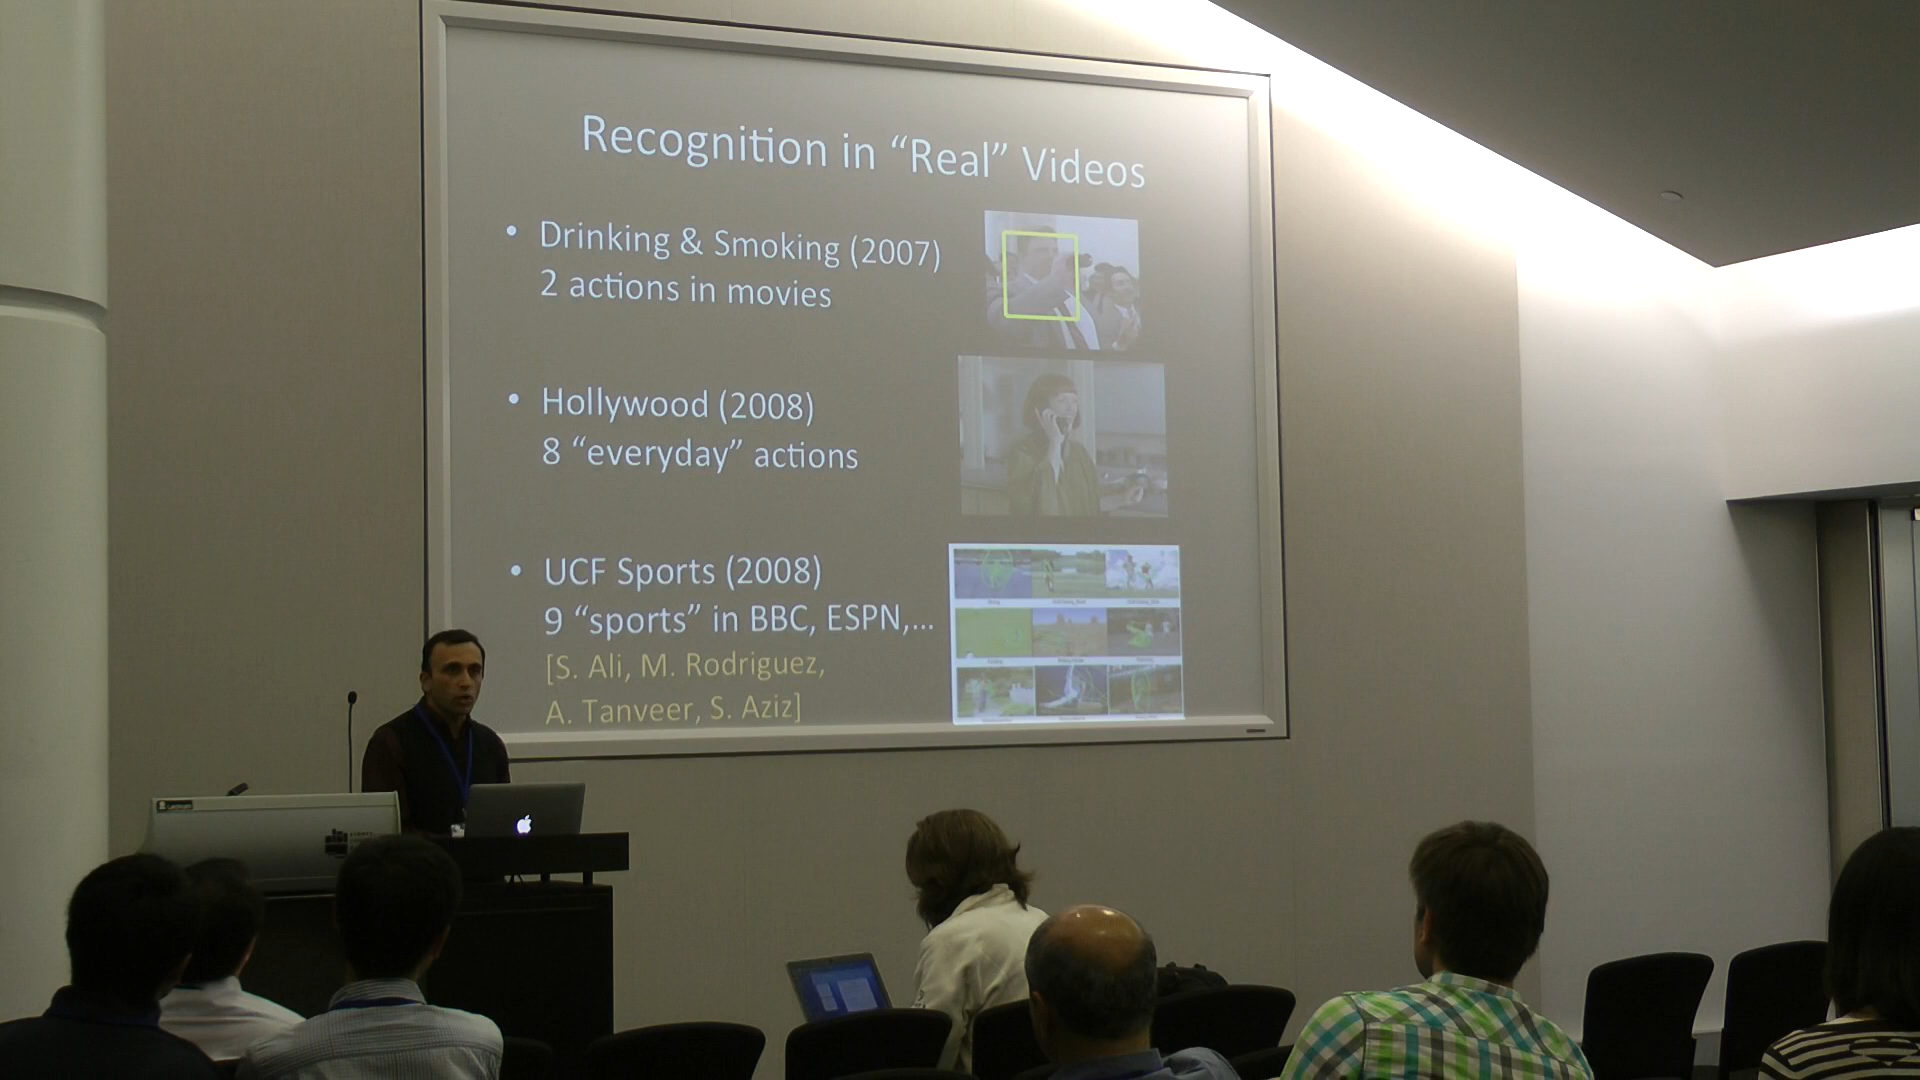 Recognition in “Real” Videos
• Drinking & Smoking (2007)
2 actions in movies
• Hollywood (2008)
8 “everyday” actions
• UCF Sports (2008)
9 “sports” in BBC, ESPN,...
[S. Ali, M. Rodriguez,
A. Tanveer, S. Aziz]